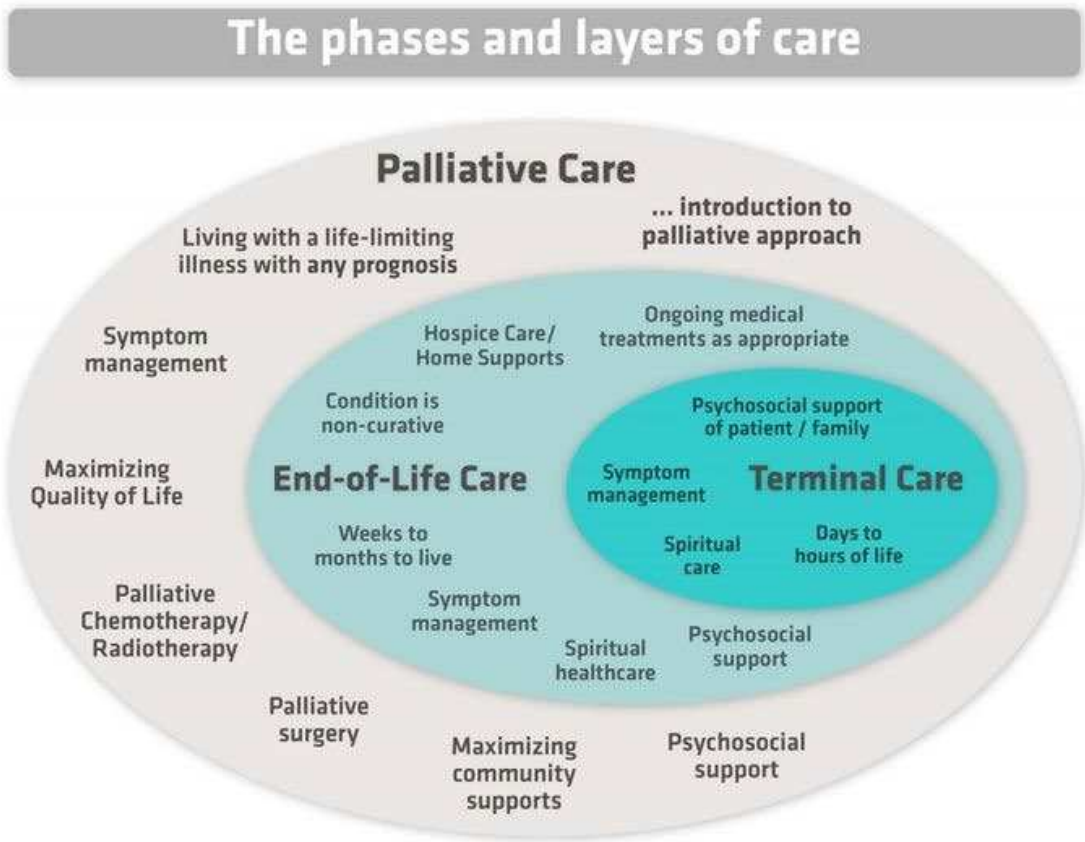 The phases and layers of care
Palliative Care
... introduction to
palliative approach
Living with a life-limiting
illness with any prognosis
Symptom
management
Maximizing
Quality of Life
Palliative
Chemotherapy/
Radiotherapy
Palliative
surgery
Maximizing
community
supports
Psychosocial
support
Hospice Care/
Home Supports
Ongoing medical
treatments as appropriate
Condition is
non-curative
End-of-Life Care
Weeks to
months to live
Symptom
management
Spiritual
healthcare
Psychosocial
support
Psychosocial support
of patient / family
Symptom
management
Terminal Care
Spiritual
care
Days to
hours of life